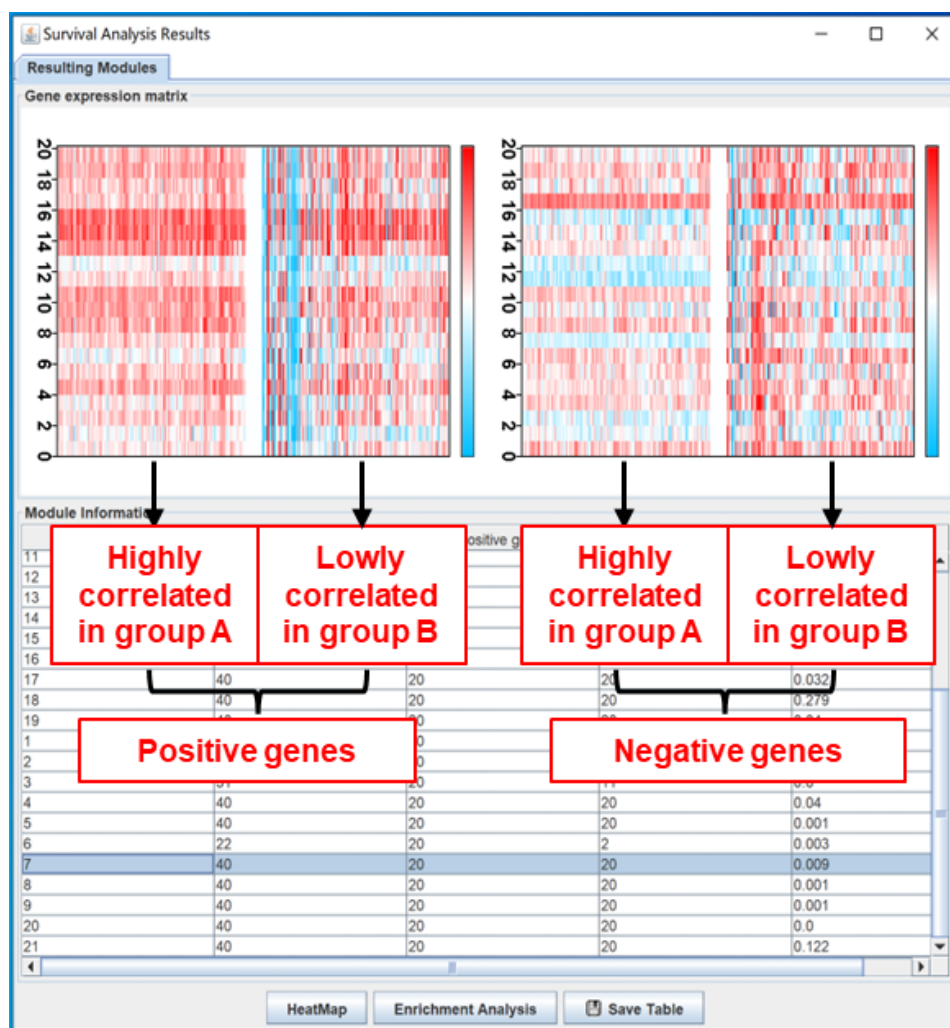 Survival Analysis Results
Resulting Modules
Gene expression matrix
20 18 16 14 12 10 8 6 4 2 0
20 18 16 14 12 10 8 6 4 2 0
Module Informatio
ositive g
11
12
13
14
15
16
Highly
correlated
in group A
Lowly
correlated
in group B
Highly
correlated
in group A
Lowly
correlated
in group B
17 40 20 20 0.032
18 40 20 20 0.279
19
Positive genes
Negative genes
1
2
3
4 40 20 20 0.04
5 40 20 20 0.001
6 22 20 2 0.003
7 40 20 20 0.009
8 40 20 20 0.001
9 40 20 20 0.001
20 40 20 20 0.0
21 40 20 20 0.122
HeatMap
Enrichment Analysis
Save Table